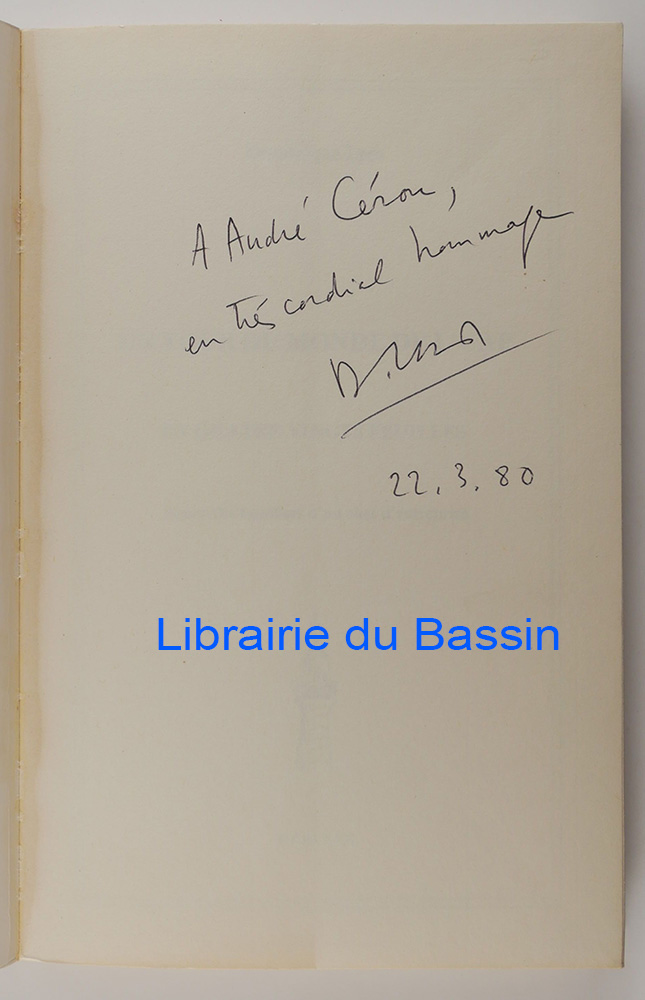 A André Céron,
en très cordial hommage
22.3.80
Librairie du Bassin